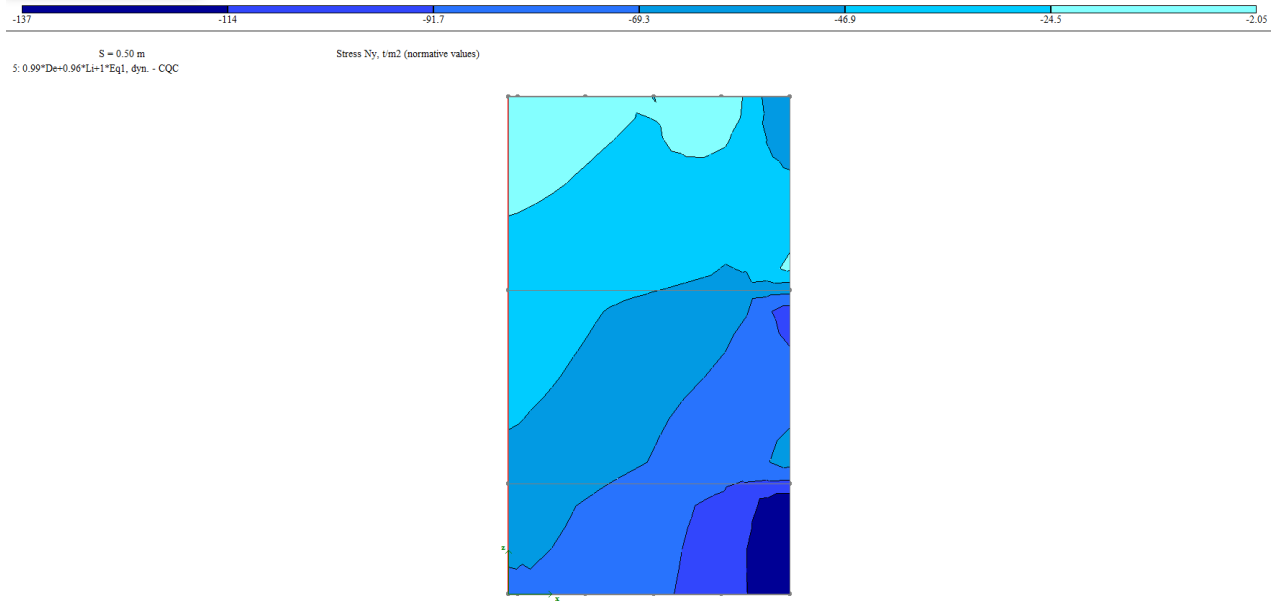 -137 -114 -91.7 -69.3 -46.9 -24.5 -2.05
S = 0.50 m Stress Ny, t/m2 (normative values)
5: 0.99*De+0.96*Li+1*Eq1, dyn. - CQC
z
x